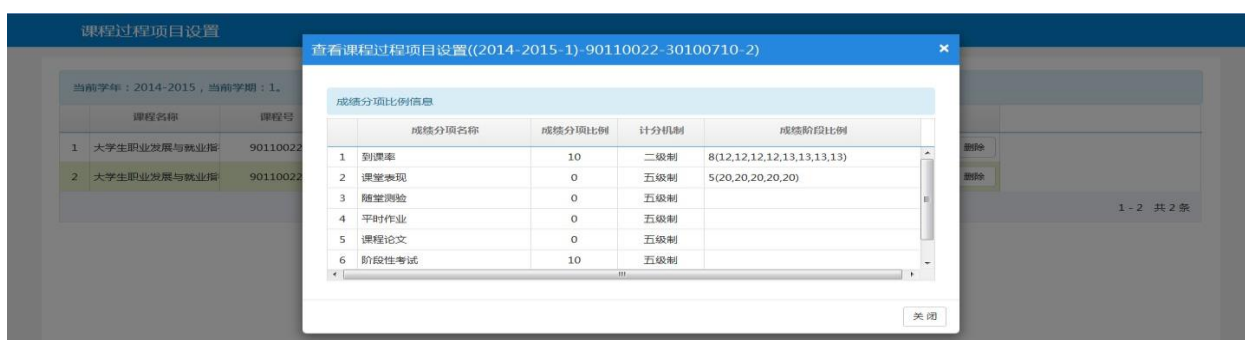 课程过程项目设置
查看课程过程项目设置((2014-2015-1)-90110022-30100710-2)
当前学年:2014-2015,当前学期:1。
课程名称 课程号
1 大学生职业发展与就业指 90110022 删除
2 大学生职业发展与就业指 90110022 删除
1 - 2 共 2 条
成绩分项比例信息
成绩分项名称 成绩分项比例 计分机制 成绩阶段比例
1 到课率 10 二级制 8(12,12,12,12,13,13,13,13)
2 课堂表现 0 五级制 5(20,20,20,20,20)
3 随堂测验 0 五级制
4 平时作业 0 五级制
5 课程论文 0 五级制
6 阶段性考试 10 五级制
关闭